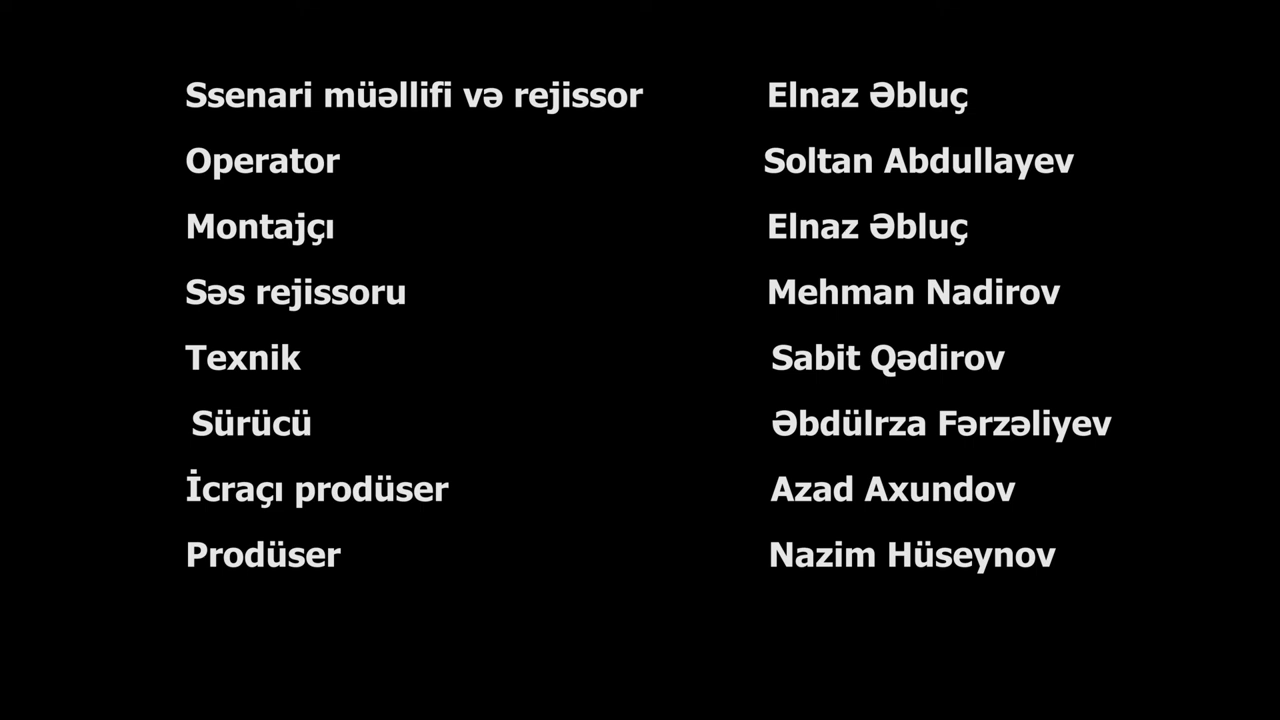 Ssenari müəllifi və rejissor Elnaz Əbluç
Operator Soltan Abdullayev
Montajçı Elnaz Əbluç
Səs rejissoru Mehman Nadirov
Texnik Sabit Qədirov
Sürücü Əbdülrza Fərzəliyev
İcraçı prodüser Azad Axundov
Prodüser Nazim Hüseynov